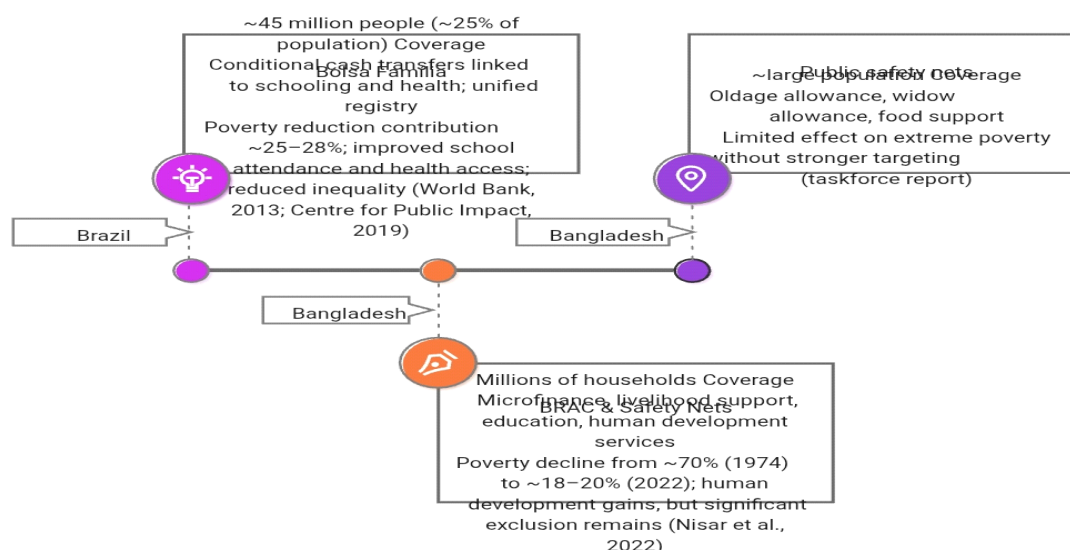 ~45 million people (~25% of
population) Coverage
Bolsa Familia
Conditional cash transfers linked
to schooling and health; unified
registry
Poverty reduction contribution
~25–28%; improved school
attendance and health access;
reduced inequality (World Bank,
2013; Centre for Public Impact,
2019)
Brazil
Public safety nets
~large population Coverage
Oldage allowance, widow
allowance, food support
Limited effect on extreme poverty
without stronger targeting
(taskforce report)
Bangladesh
Bangladesh
Millions of households Coverage
BRAC & Safety Nets
Microfinance, livelihood support,
education, human development
services
Poverty decline from ~70% (1974)
to ~18–20% (2022); human
development gains, but significant
exclusion remains (Nisar et al.,
2022)